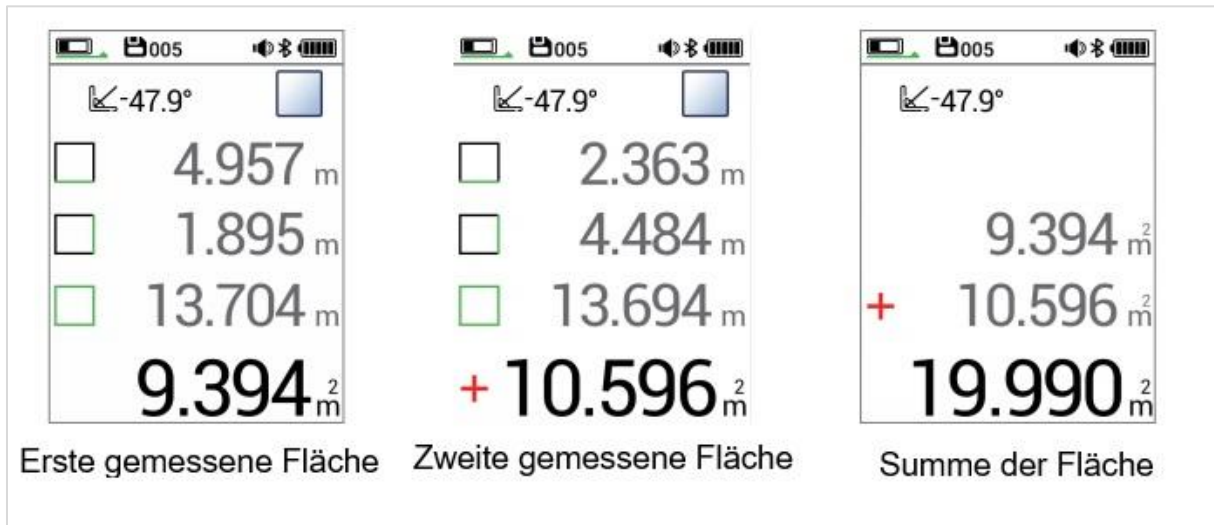 005
-47.9°
4.957 m
1.895 m
13.704 m
9.394 m²
Erste gemessene Fläche
005
-47.9°
2.363 m
4.484 m
13.694 m
+ 10.596 m²
Zweite gemessene Fläche
005
-47.9°
9.394 m²
+ 10.596 m²
19.990 m²
Summe der Fläche